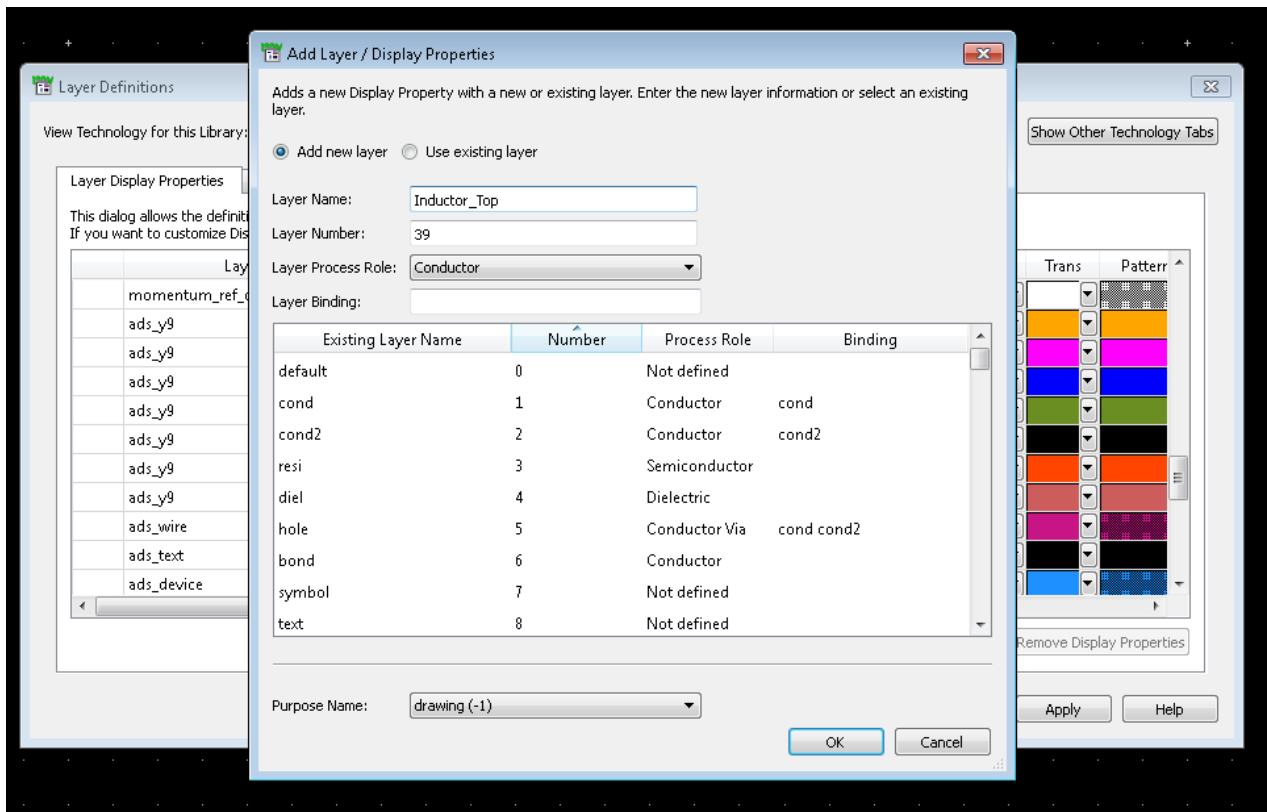 Add Layer / Display Properties
Layer Definitions
Adds a new Display Property with a new or existing layer. Enter the new layer information or select an existing
layer.
View Technology for this Library:
Show Other Technology Tabs
Add new layer Use existing layer
Layer Display Properties
Layer Name: Inductor_Top
This dialog allows the definiti
If you want to customize Dis
Layer Number: 39
Lay
Layer Process Role: Conductor
Trans Patterr
momentum_ref_
Layer Binding:
ads_y9
ads_y9
ads_y9
ads_y9
ads_y9
ads_y9
ads_y9
ads_wire
ads_text
ads_device
Existing Layer Name Number Process Role Binding
default 0 Not defined
cond 1 Conductor cond
cond2 2 Conductor cond2
resi 3 Semiconductor
diel 4 Dielectric
hole 5 Conductor Via cond cond2
bond 6 Conductor
symbol 7 Not defined
text 8 Not defined
Remove Display Properties
Purpose Name: drawing (-1)
Apply Help
OK Cancel